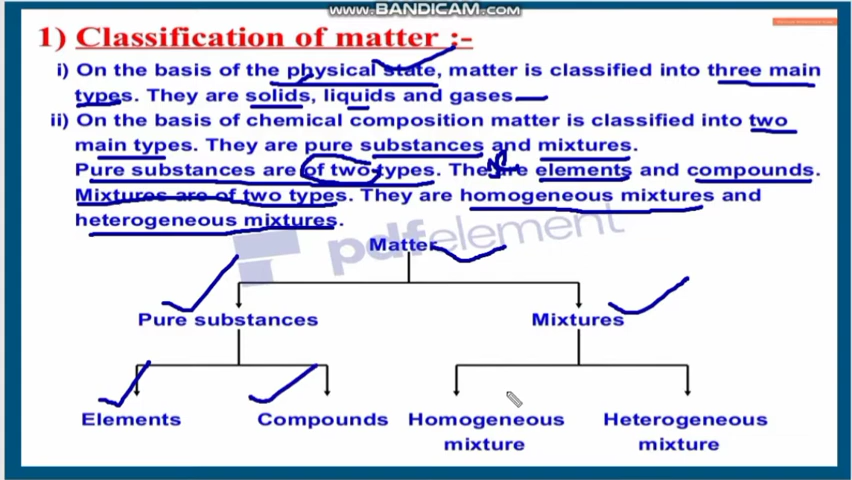 www.BANDICAM.com
1) Classification of matter :-
i) On the basis of the physical state, matter is classified into three main
types. They are solids, liquids and gases
ii) On the basis of chemical composition matter is classified into two
main types. They are pure substances and mixtures.
Pure substances are of two types. They are elements and compounds.
Mixtures are of two types. They are homogeneous mixtures and
heterogeneous mixtures.
pdfelement
Matter
Pure substances Mixtures
Elements Compounds Homogeneous mixture Heterogeneous mixture